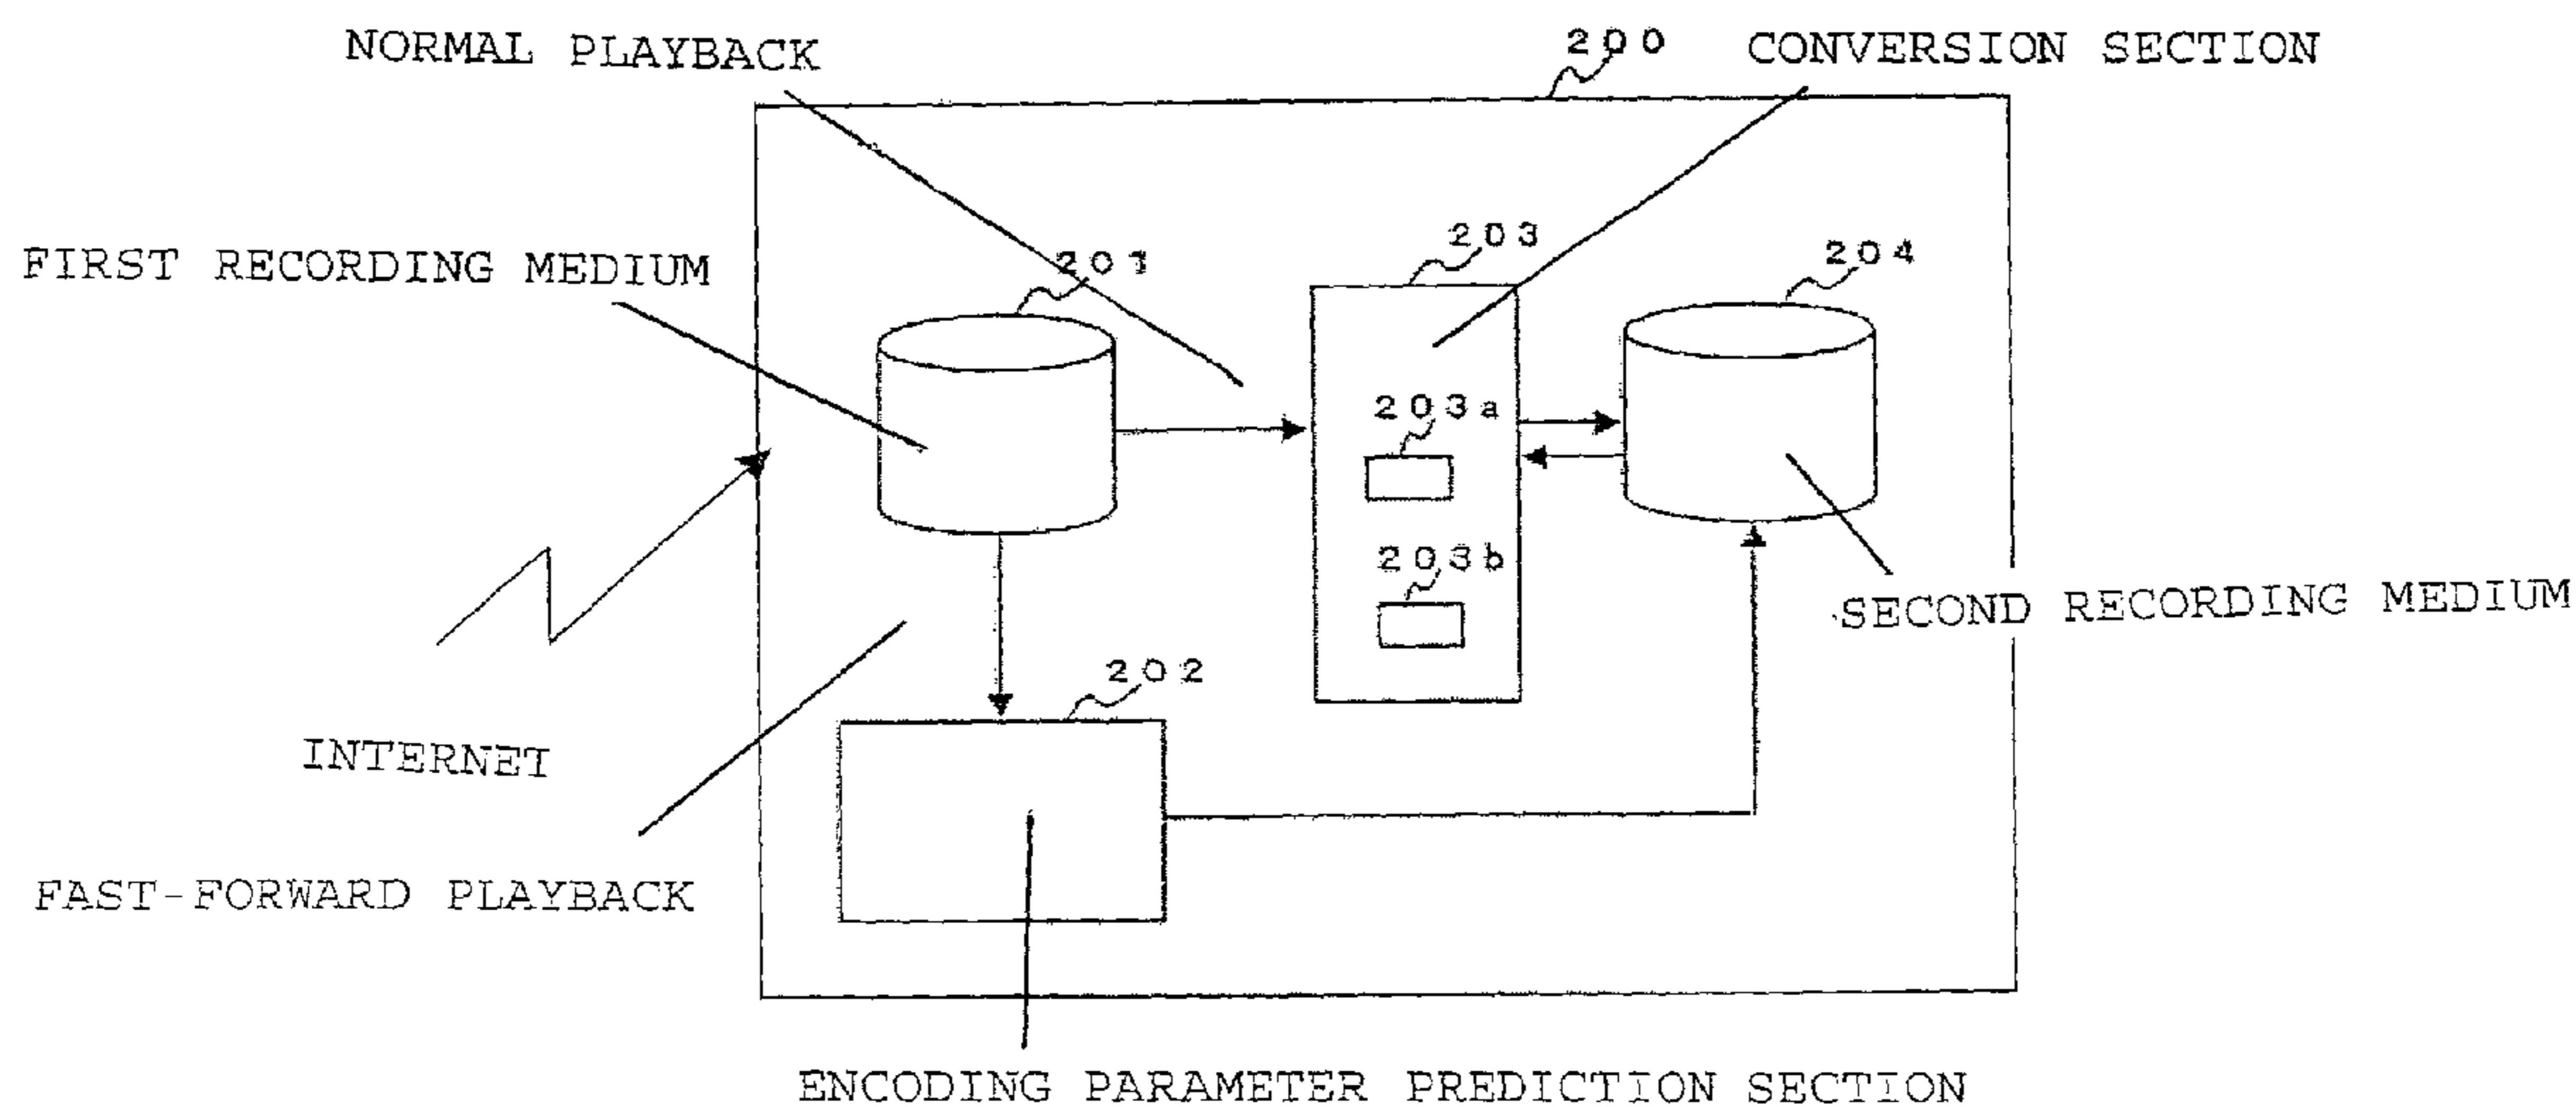 NORMAL PLAYBACK
200
CONVERSION SECTION
FIRST RECORDING MEDIUM
201
203
204
203a
203b
SECOND RECORDING MEDIUM
202
INTERNET
FAST-FORWARD PLAYBACK
ENCODING PARAMETER PREDICTION SECTION